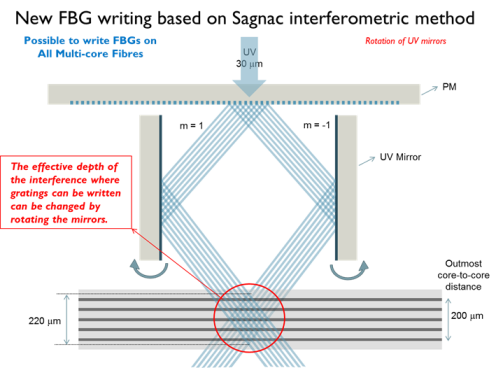 New FBG writing based on Sagnac interferometric method
Possible to write FBGs on
All Multi-core Fibres
UV
30 μm
Rotation of UV mirrors
PM
m = 1
m = -1
UV Mirror
The effective depth of
the interference where
gratings can be written
can be changed by
rotating the mirrors.
Outmost
core-to-core
distance
220 μm
200 μm